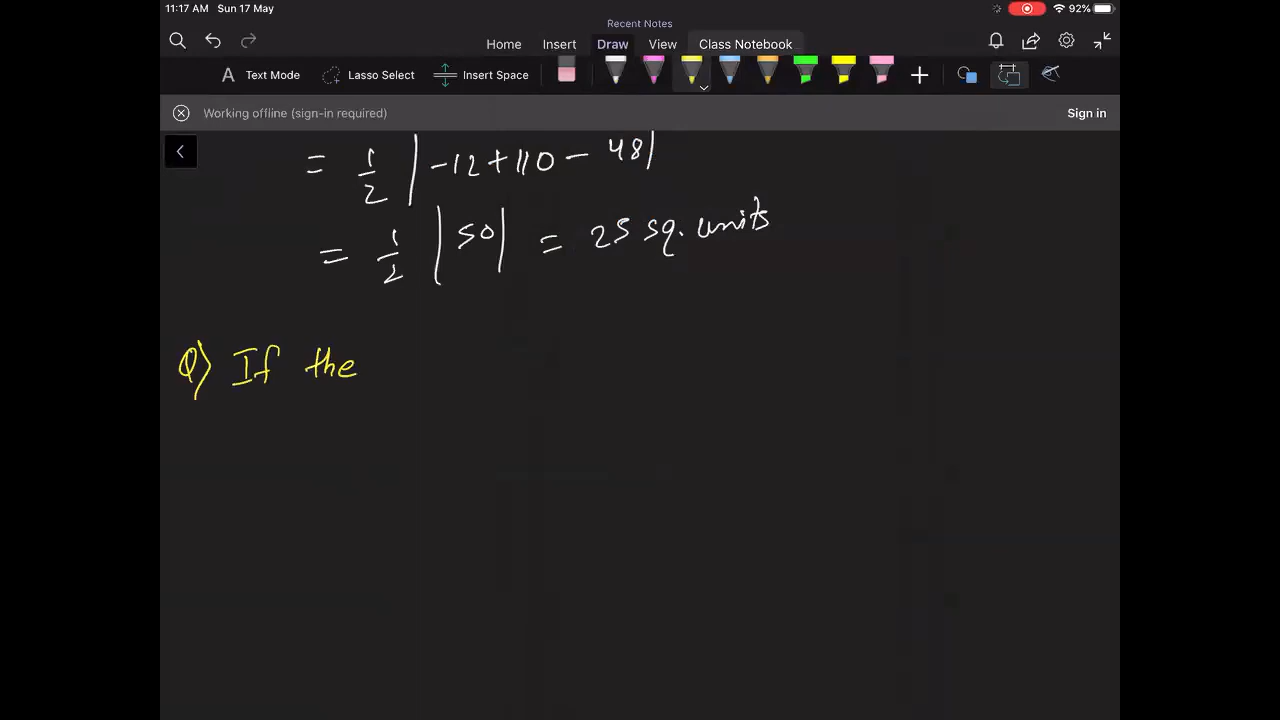 11:17 AM Sun 17 May
92%
Recent Notes
Home Insert Draw View Class Notebook
A Text Mode Lasso Select Insert Space
Working offline (sign-in required) Sign in
= 1/2 |-12+110-48|
= 1/2 |50| = 25 sq. units
Q) If the